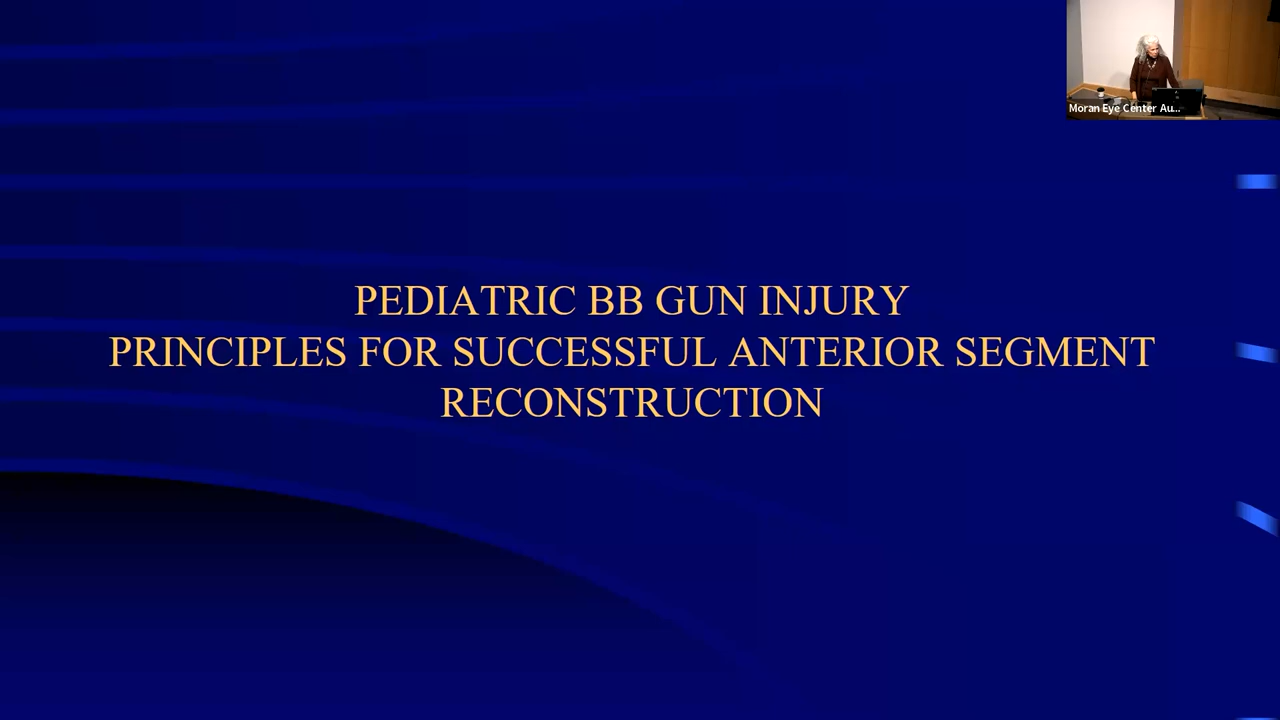 Moran Eye Center Au...
PEDIATRIC BB GUN INJURY
PRINCIPLES FOR SUCCESSFUL ANTERIOR SEGMENT
RECONSTRUCTION